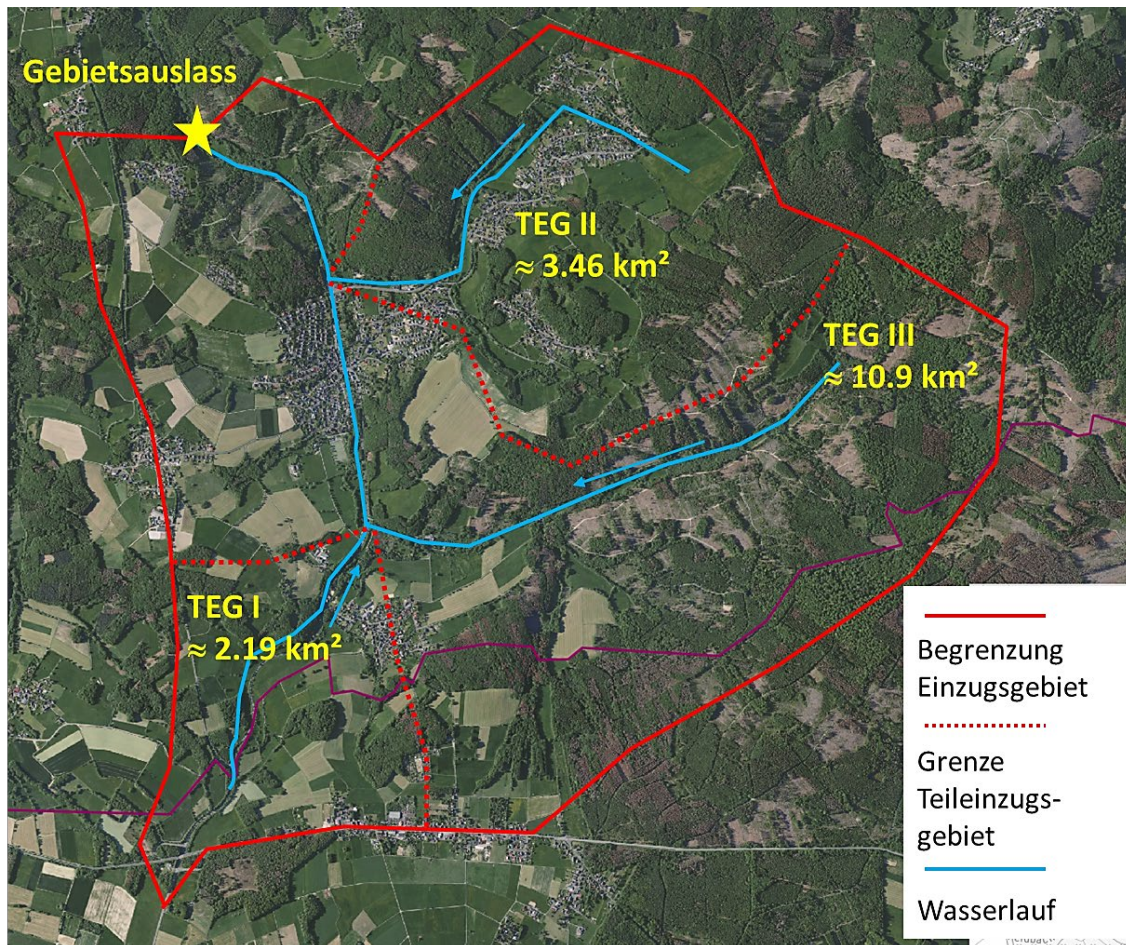 Gebietsauslass
TEG II
≈ 3.46 km²
TEG III
≈ 10.9 km²
TEG I
≈ 2.19 km²
Begrenzung
Einzugsgebiet
Grenze
Teileinzugs-
gebiet
Wasserlauf